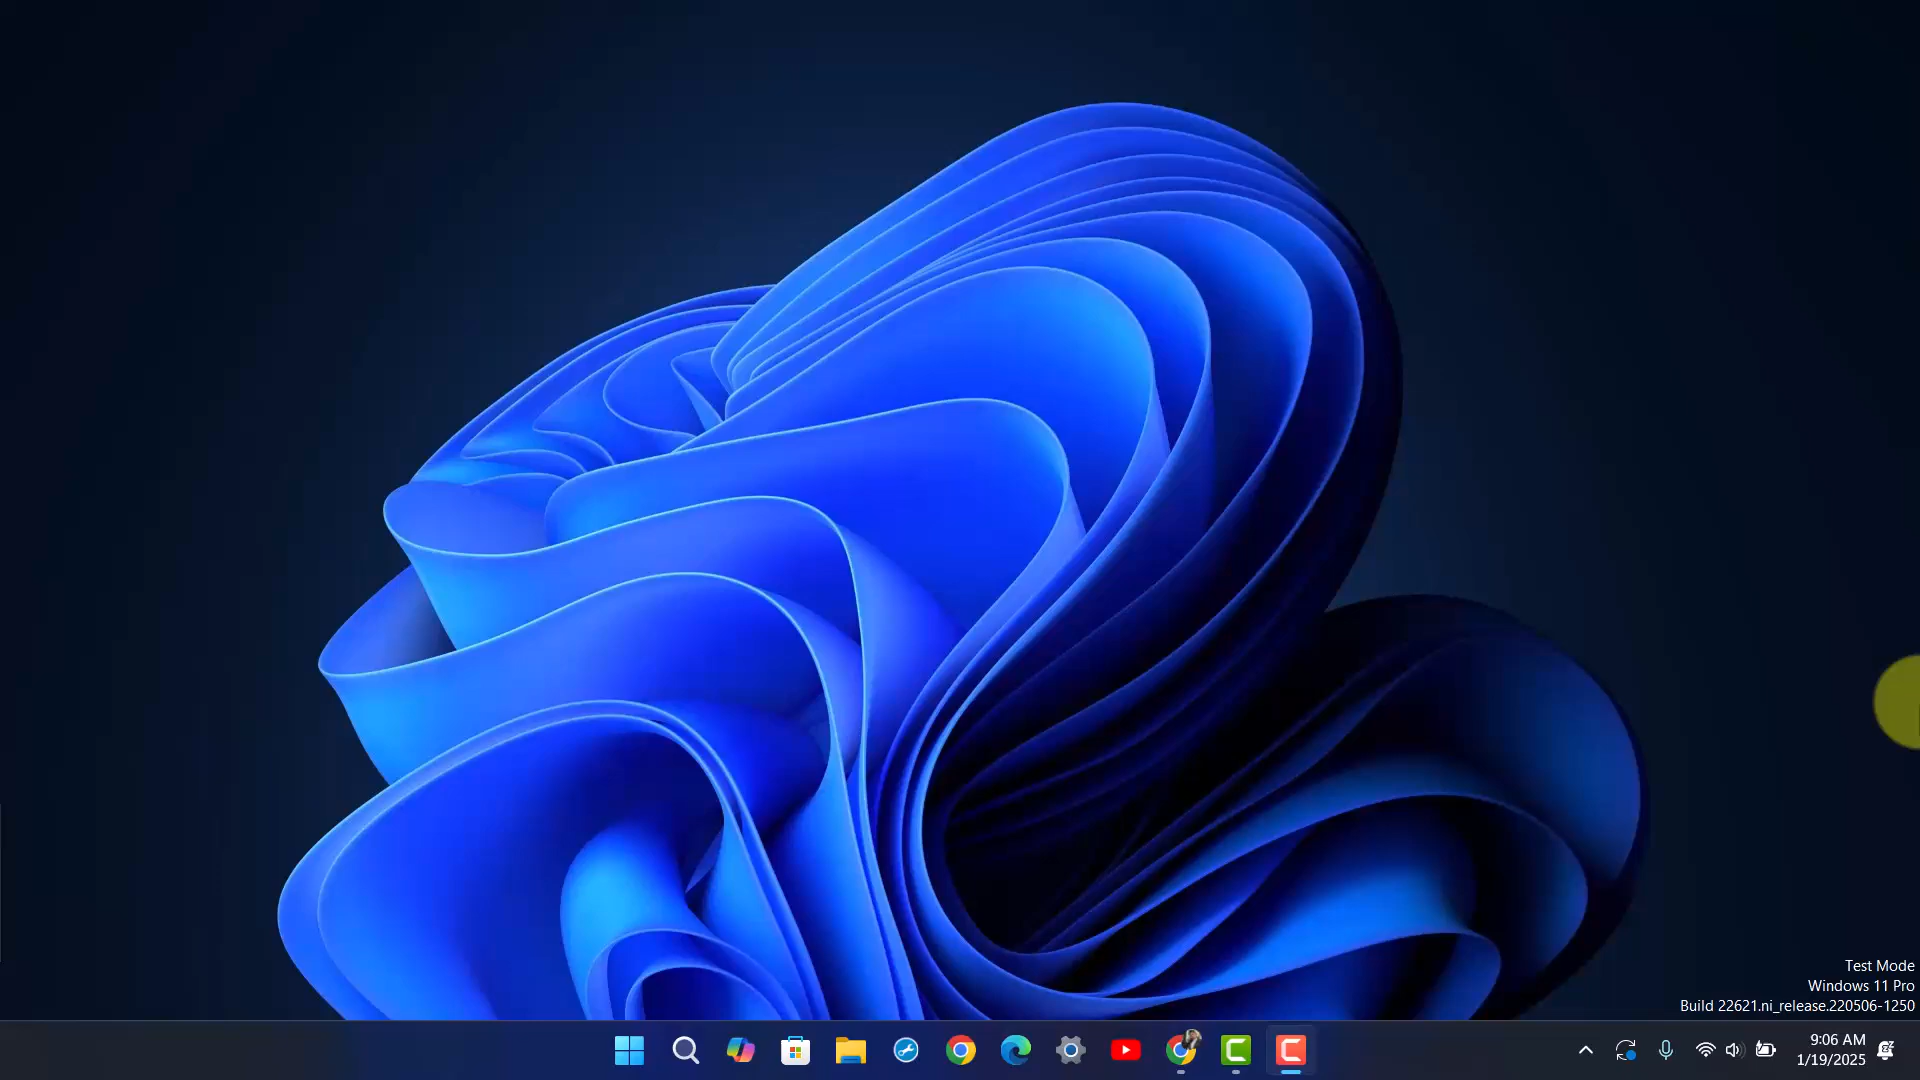 Test Mode
Windows 11 Pro
Build 22621.ni_release.220506-1250
9:06 AM
1/19/2025